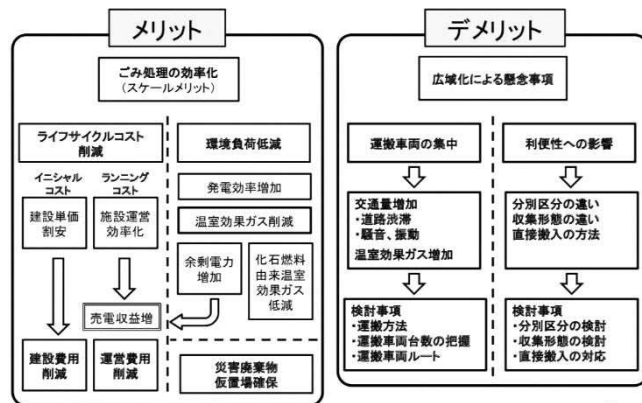 メリット
ごみ処理の効率化
(スケールメリット)
ライフサイクルコスト
削減
イニシャル
コスト
ランニング
コスト
建設単価
割安
施設運営
効率化
売電収益増
建設費用
削減
運営費用
削減
環境負荷低減
発電効率増加
温室効果ガス削減
余剰電力
増加
化石燃料
由来温室
効果ガス
低減
災害廃棄物
仮置場確保
デメリット
広域化による懸念事項
運搬車両の集中
交通量増加
・道路渋滞
・騒音、振動
温室効果ガス増加
検討事項
・運搬方法
・運搬車両台数の把握
・運搬車両ルート
利便性への影響
分別区分の違い
収集形態の違い
直接搬入の方法
検討事項
・分別区分の検討
・収集形態の検討
・直接搬入の対応